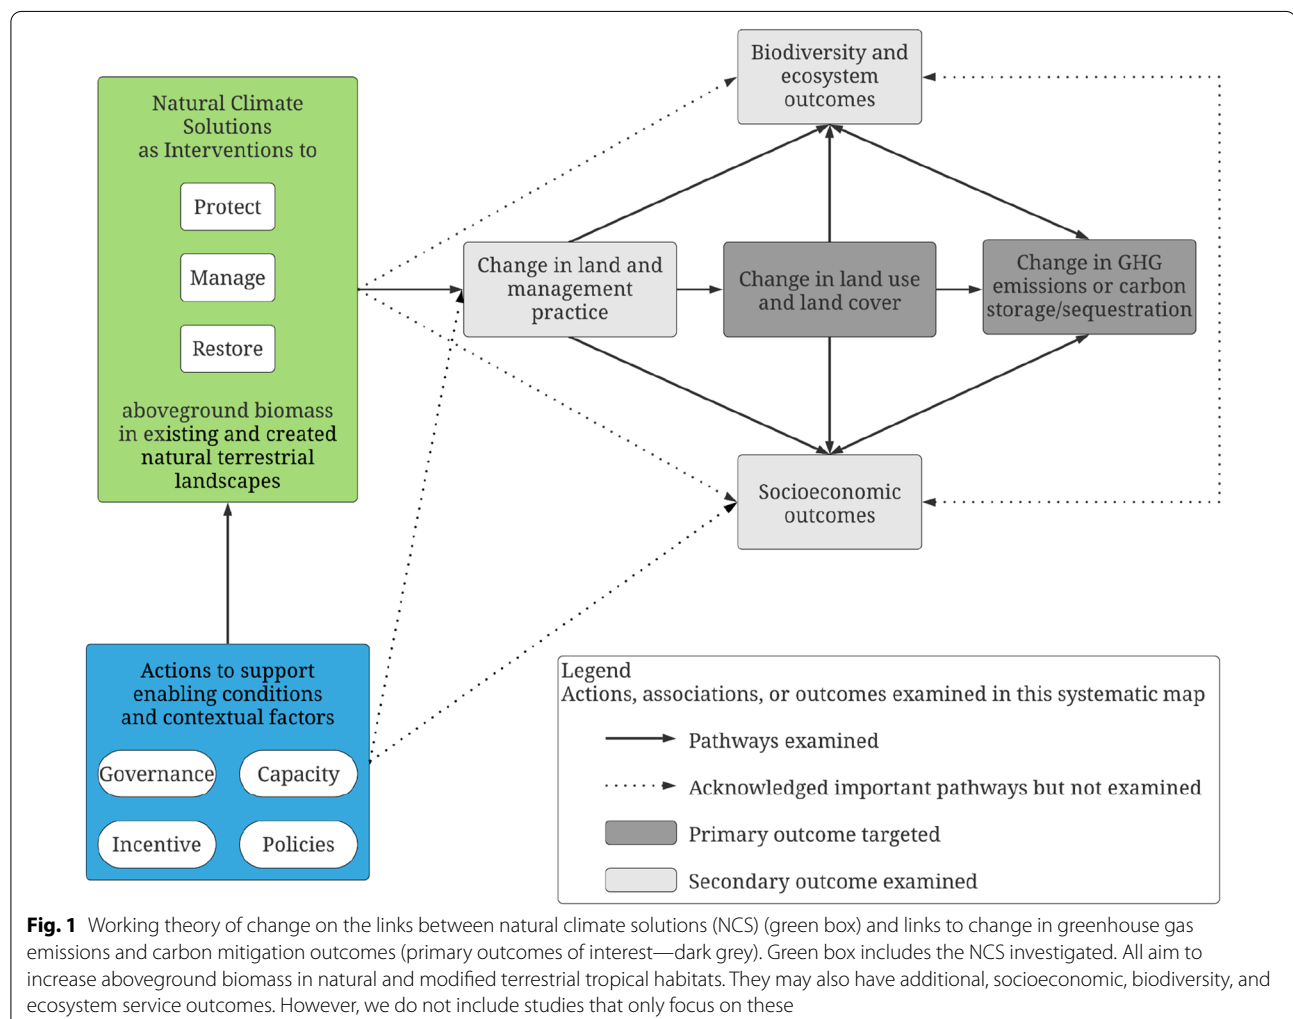 Biodiversity and
ecosystem
outcomes
Natural Climate
Solutions
as Interventions to
Protect
Manage
Restore
aboveground biomass
in existing and created
natural terrestrial
landscapes
Change in land and
management
practice
Change in land use
and land cover
Change in GHG
emissions or carbon
storage/sequestration
Socioeconomic
outcomes
Actions to support
enabling conditions
and contextual factors
Governance
Capacity
Incentive
Policies
Legend
Actions, associations, or outcomes examined in this systematic map
Pathways examined
Acknowledged important pathways but not examined
Primary outcome targeted
Secondary outcome examined
Fig. 1 Working theory of change on the links between natural climate solutions (NCS) (green box) and links to change in greenhouse gas
emissions and carbon mitigation outcomes (primary outcomes of interest—dark grey). Green box includes the NCS investigated. All aim to
increase aboveground biomass in natural and modified terrestrial tropical habitats. They may also have additional, socioeconomic, biodiversity, and
ecosystem service outcomes. However, we do not include studies that only focus on these